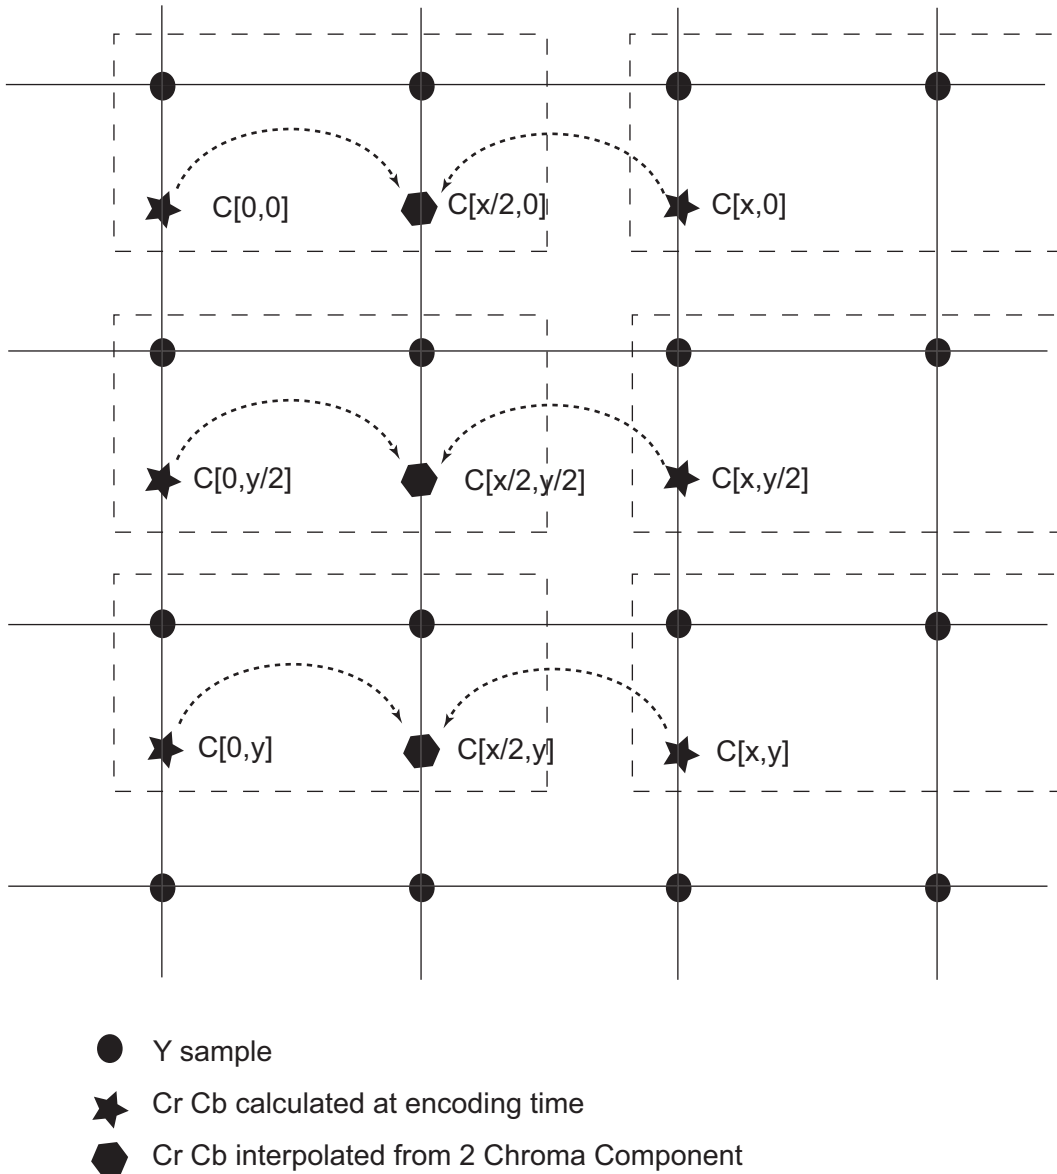 C[0,0] C[x/2,0] C[x,0]
C[0,y/2] C[x/2,y/2] C[x,y/2]
C[0,y] C[x/2,y] C[x,y]
Y sample
Cr Cb calculated at encoding time
Cr Cb interpolated from 2 Chroma Component